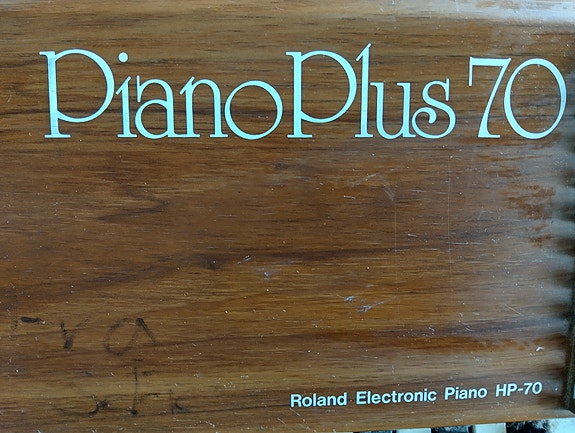 PianoPlus 70
Roland Electronic Piano HP-70